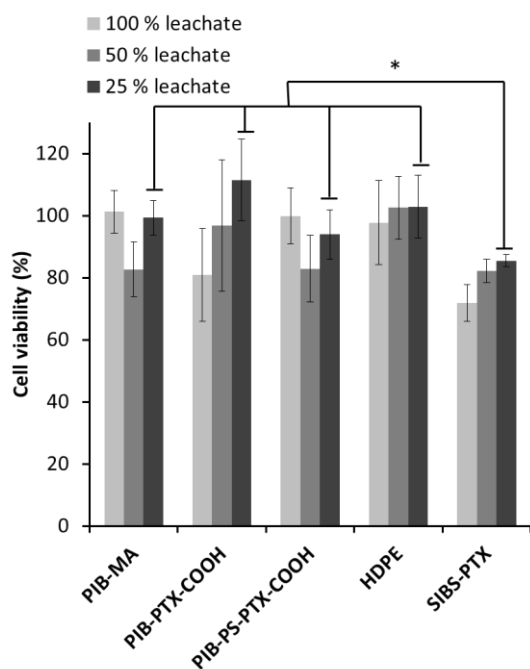 100 % leachate
50 % leachate
25 % leachate
*
120
100
80
60
40
20
0
Cell viability (%)
PIB-MA
PIB-PTX-COOH
PIB-PS-PTX-COOH
HDPE
SIBS-PTX